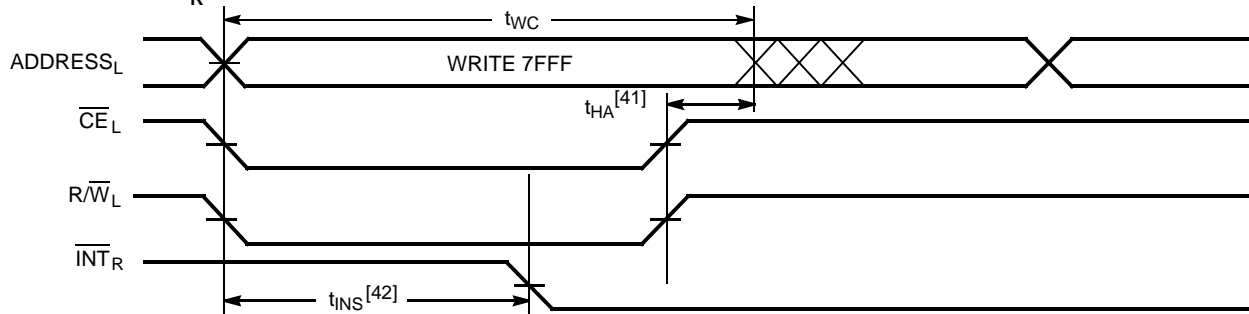 R
tWC
ADDRESSL
WRITE 7FFF
tHA[41]
CEL
R/WL
INTR
tINS[42]